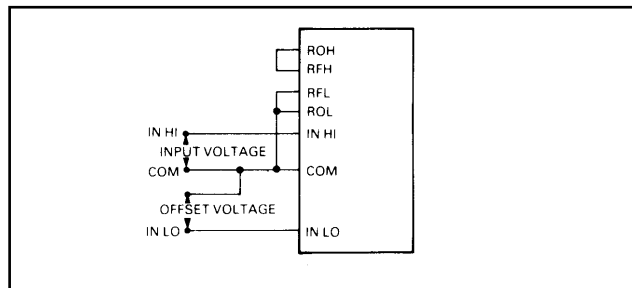 ROH
RFH
RFL
ROL
IN HI IN HI
INPUT VOLTAGE
COM COM
OFFSET VOLTAGE
IN LO IN LO